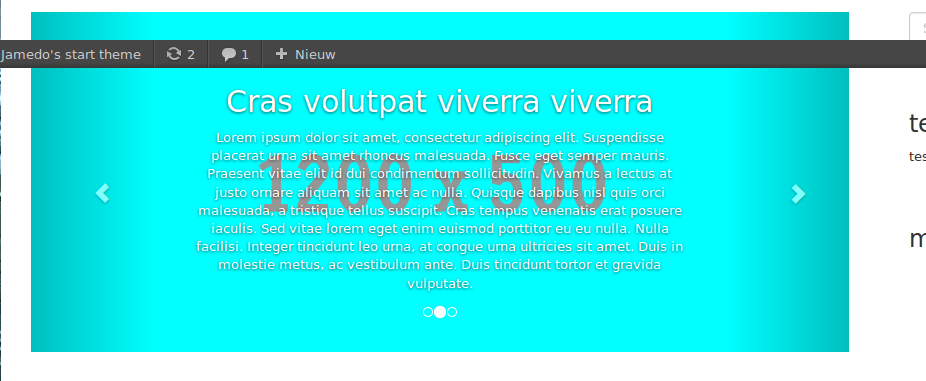 Jamedo's start theme 2 1 Nieuw
Cras volutpat viverra viverra
Lorem ipsum dolor sit amet, consectetur adipiscing elit. Suspendisse
placerat urna sit amet rhoncus malesuada. Fusce eget semper mauris.
Praesent vitae elit id dui condimentum sollicitudin. Vivamus a lectus at
justo ornare aliquam sit amet ac nulla. Quisque dapibus nisl quis orci
malesuada, a tristique tellus suscipit. Cras tempus venenatis erat posuere
iaculis. Sed vitae lorem eget enim euismod porttitor eu eu nulla. Nulla
facilisi. Integer tincidunt leo urna, at congue urna ultricies sit amet. Duis in
molestie metus, ac vestibulum ante. Duis tincidunt tortor et gravida
vulputate.
1200 x 500
te
tes
m